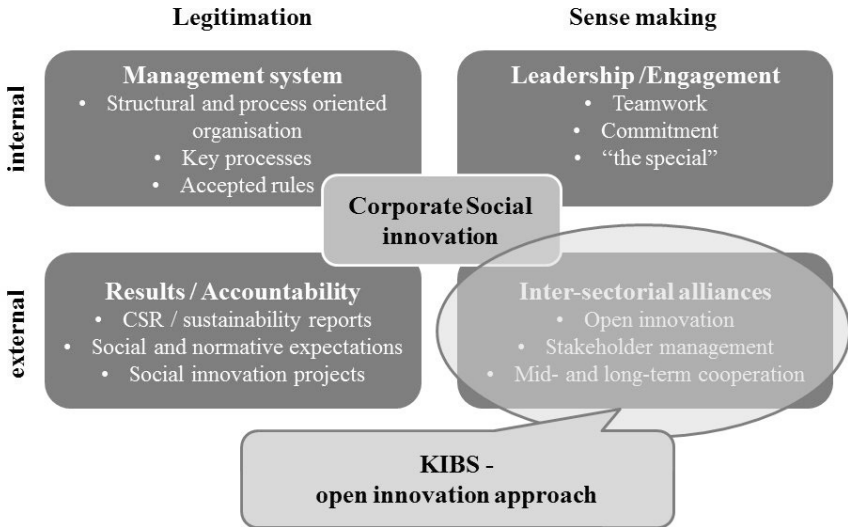 Legitimation
Sense making
internal
Management system
• Structural and process oriented
organisation
• Key processes
• Accepted rules
Leadership /Engagement
• Teamwork
• Commitment
• “the special”
Corporate Social
innovation
external
Results / Accountability
• CSR / sustainability reports
• Social and normative expectations
• Social innovation projects
Inter-sectorial alliances
• Open innovation
• Stakeholder management
• Mid- and long-term cooperation
KIBS -
open innovation approach